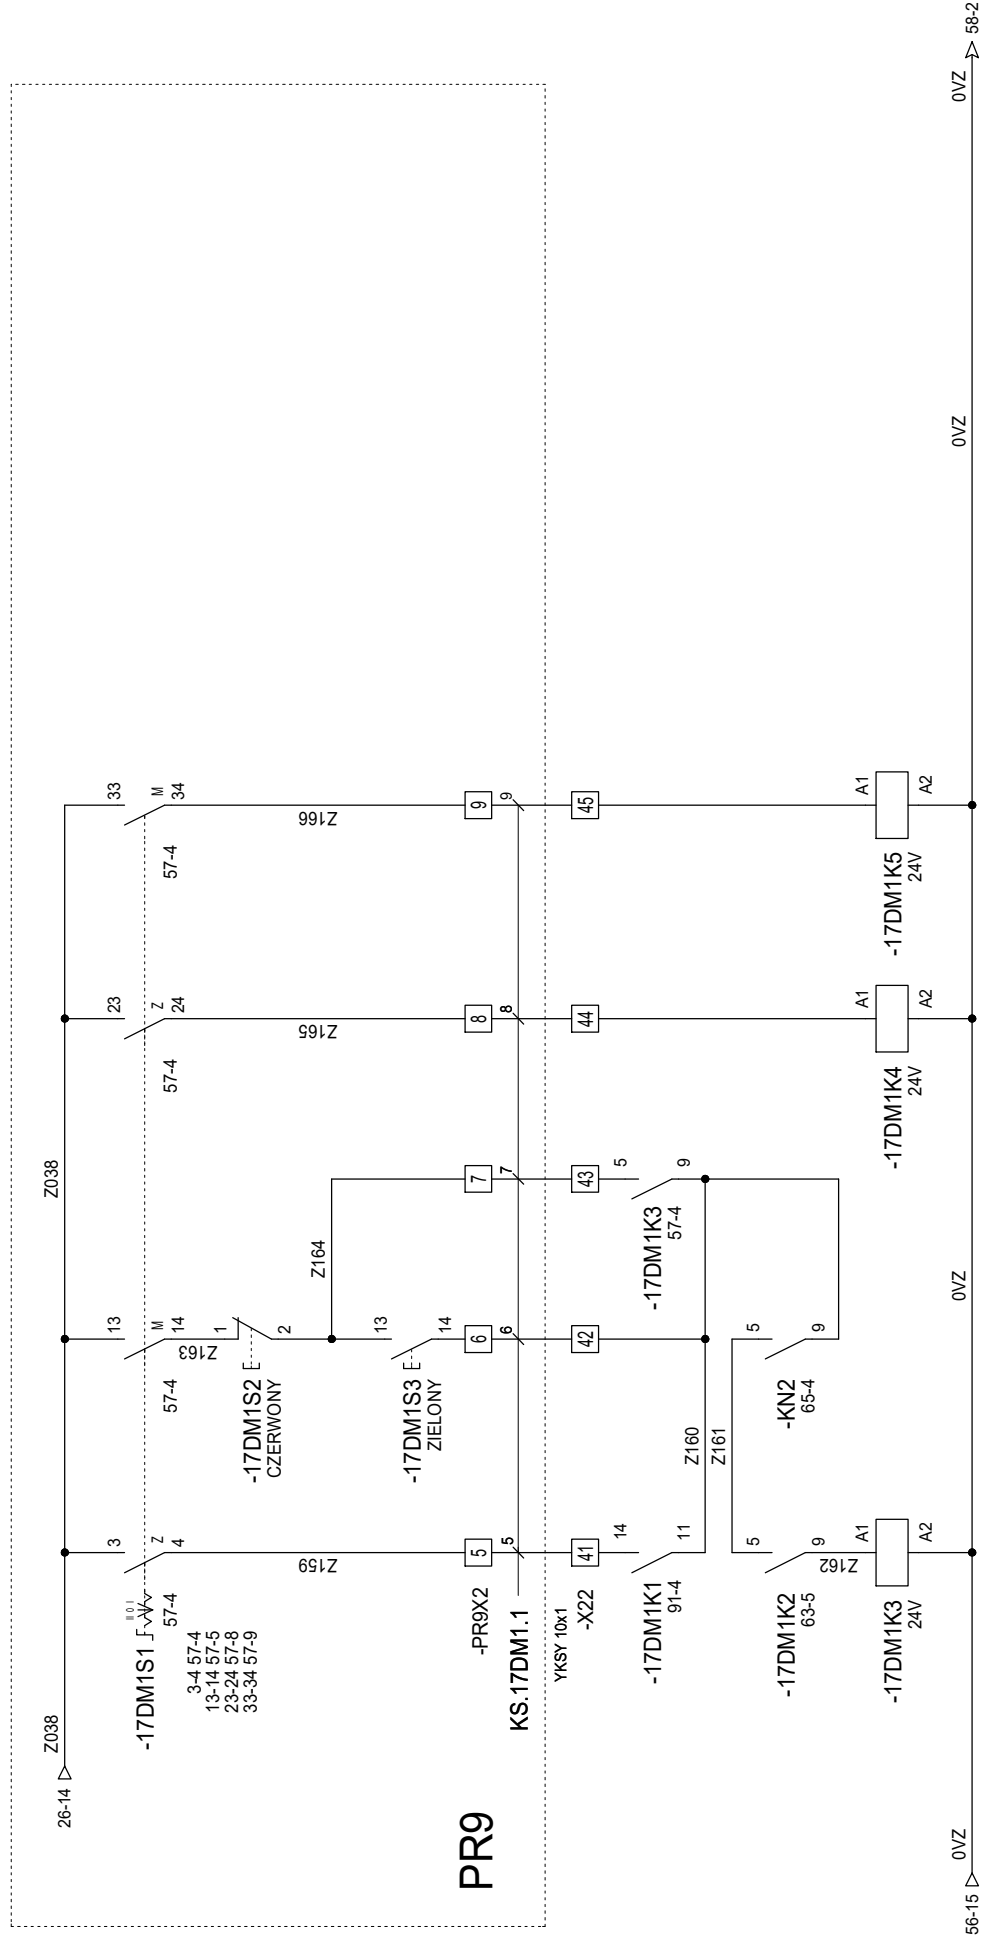 26-14
Z038
Z038
-17DM1S1
II 0 I
57-4
3-4 57-4
13-14 57-5
23-24 57-8
33-34 57-9
3
Z
4
13
M
14
57-4
23
Z
24
57-4
33
M
34
57-4
Z163
1
2
-17DM1S2
CZERWONY
Z164
13
14
-17DM1S3
ZIELONY
Z159
Z165
Z166
PR9
-PR9X2
5
6
7
8
9
KS.17DM1.1
5
6
7
8
9
YKSY 10x1
-X22
41
42
43
44
45
-17DM1K1
91-4
14
11
-17DM1K3
57-4
5
9
Z160
Z161
-17DM1K2
63-5
5
9
-KN2
65-4
5
9
Z162
-17DM1K3
24V
A1
A2
-17DM1K4
24V
A1
A2
-17DM1K5
24V
A1
A2
56-15
0VZ
0VZ
0VZ
0VZ
58-2